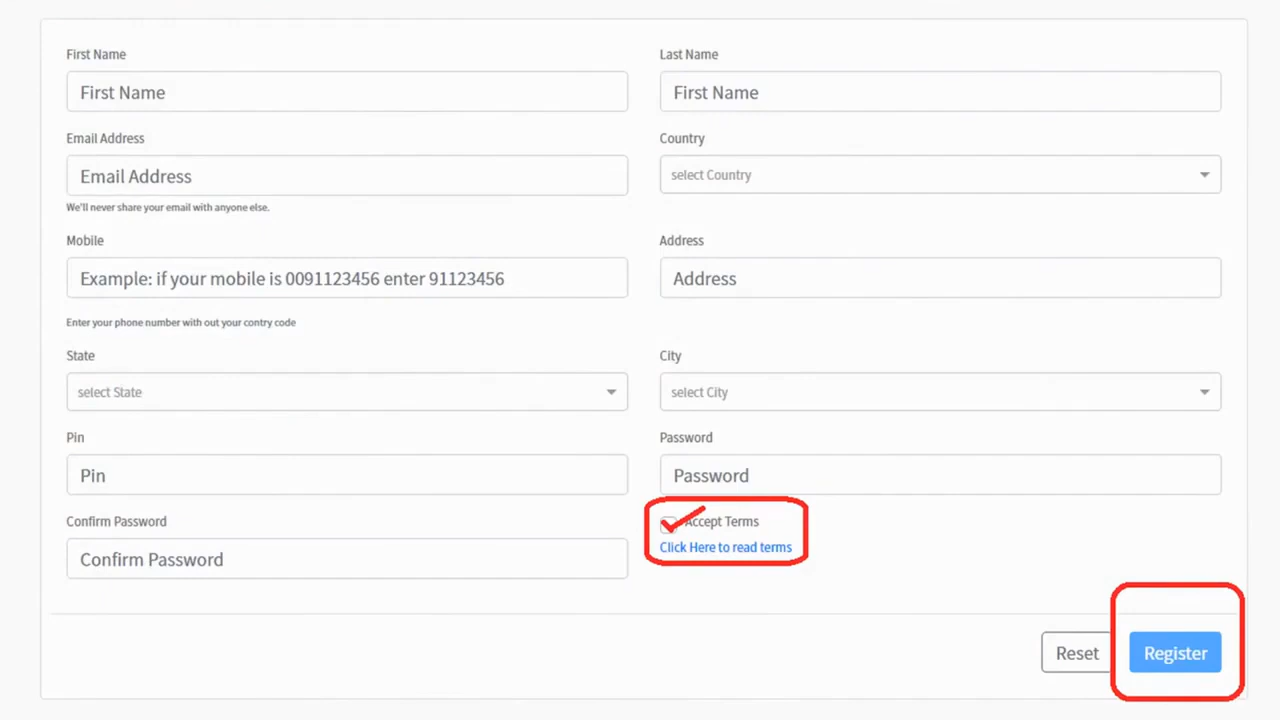 First Name
Last Name
First Name
First Name
Email Address
Country
Email Address
select Country
We'll never share your email with anyone else.
Mobile
Address
Example: if your mobile is 0091123456 enter 91123456
Address
Enter your phone number with out your contry code
State
City
select State
select City
Pin
Password
Pin
Password
Confirm Password
Accept Terms
Click Here to read terms
Confirm Password
Reset
Register